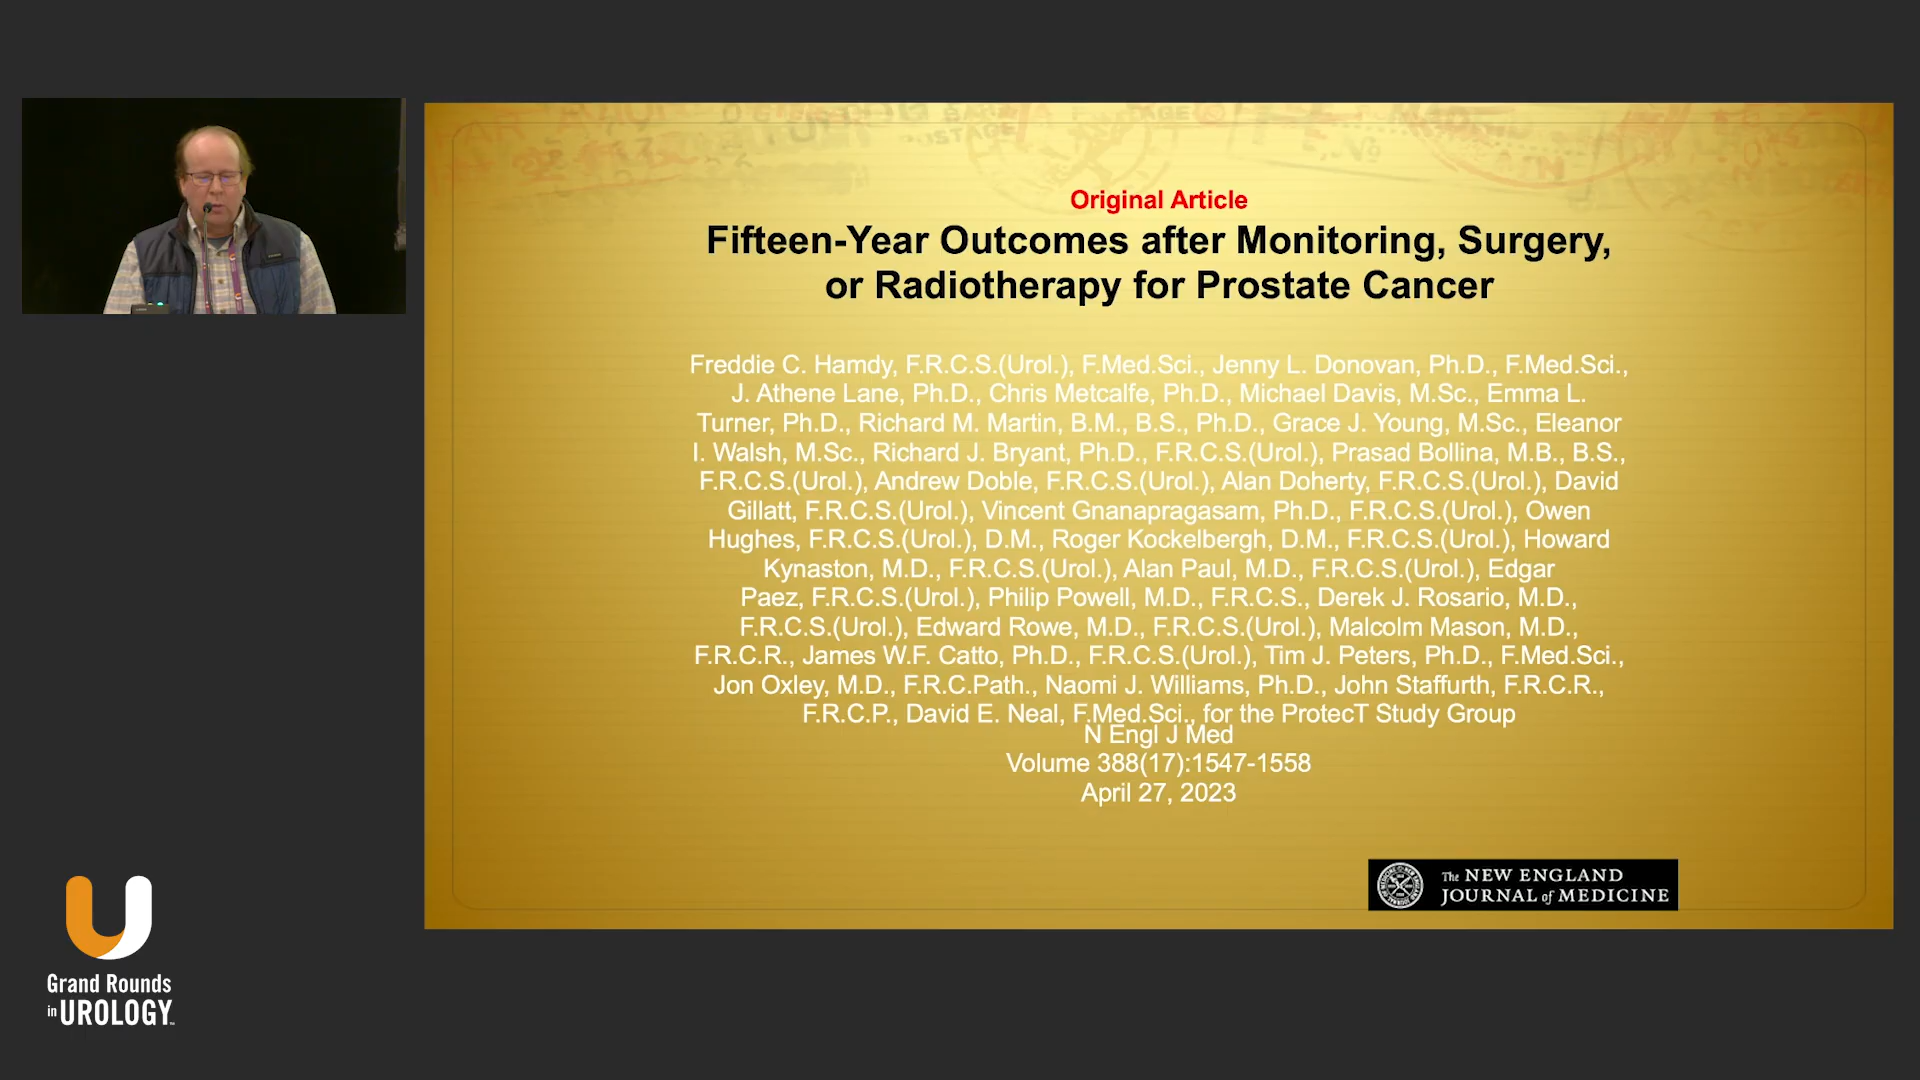 Original Article
Fifteen-Year Outcomes after Monitoring, Surgery,
or Radiotherapy for Prostate Cancer
Freddie C. Hamdy, F.R.C.S.(Urol.), F.Med.Sci., Jenny L. Donovan, Ph.D., F.Med.Sci.,
J. Athene Lane, Ph.D., Chris Metcalfe, Ph.D., Michael Davis, M.Sc., Emma L.
Turner, Ph.D., Richard M. Martin, B.M., B.S., Ph.D., Grace J. Young, M.Sc., Eleanor
I. Walsh, M.Sc., Richard J. Bryant, Ph.D., F.R.C.S.(Urol.), Prasad Bollina, M.B., B.S.,
F.R.C.S.(Urol.), Andrew Doble, F.R.C.S.(Urol.), Alan Doherty, F.R.C.S.(Urol.), David
Gillatt, F.R.C.S.(Urol.), Vincent Gnanapragasam, Ph.D., F.R.C.S.(Urol.), Owen
Hughes, F.R.C.S.(Urol.), D.M., Roger Kockelbergh, D.M., F.R.C.S.(Urol.), Howard
Kynaston, M.D., F.R.C.S.(Urol.), Alan Paul, M.D., F.R.C.S.(Urol.), Edgar
Paez, F.R.C.S.(Urol.), Philip Powell, M.D., F.R.C.S., Derek J. Rosario, M.D.,
F.R.C.S.(Urol.), Edward Rowe, M.D., F.R.C.S.(Urol.), Malcolm Mason, M.D.,
F.R.C.R., James W.F. Catto, Ph.D., F.R.C.S.(Urol.), Tim J. Peters, Ph.D., F.Med.Sci.,
Jon Oxley, M.D., F.R.C.Path., Naomi J. Williams, Ph.D., John Staffurth, F.R.C.R.,
F.R.C.P., David E. Neal, F.Med.Sci., for the ProtecT Study Group
N Engl J Med
Volume 388(17):1547-1558
April 27, 2023
The NEW ENGLAND
JOURNAL of MEDICINE
Grand Rounds
in UROLOGY™